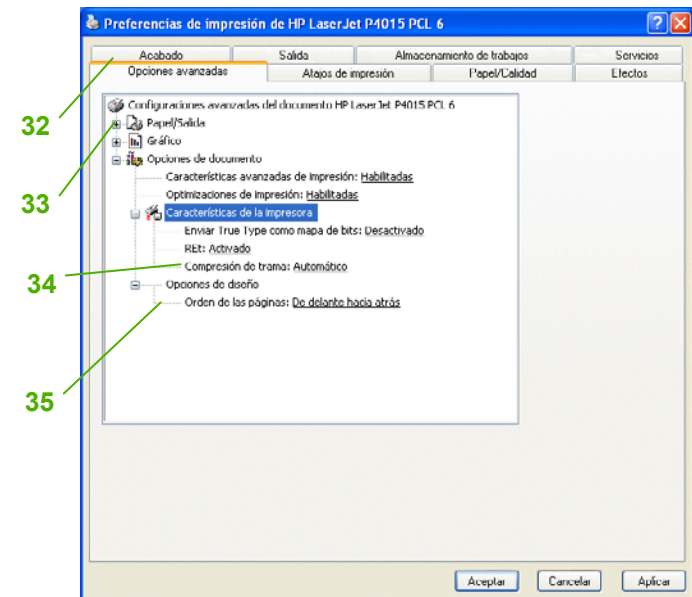 Preferencias de impresión de HP LaserJet P4015 PCL 6
Acabado Salida Almacenamiento de trabajos Servicios
Opciones avanzadas Atajos de impresión Papel/Calidad Efectos
Configuraciones avanzadas del documento HP LaserJet P4015 PCL 6
32
Papel/Salida
Gráfico
Opciones de documento
Características avanzadas de impresión: Habilitadas
33
Optimizaciones de impresión: Habilitadas
Características de la impresora
Enviar True Type como mapa de bits: Desactivado
REt: Activado
34
Compresión de trama: Automático
Opciones de diseño
Orden de las páginas: De delante hacia atrás
35
Aceptar Cancelar Aplicar